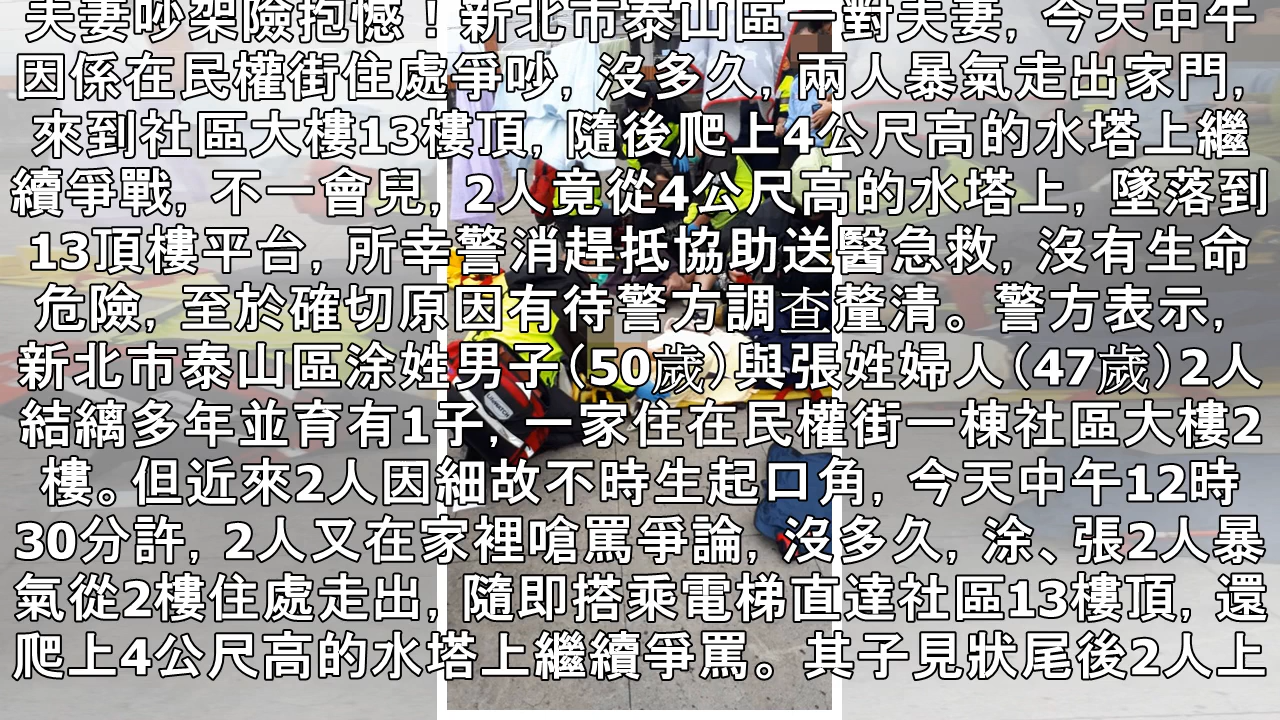 夫妻吵架險抱憾！新北市泰山區一對夫妻, 今天中午
因係在民權街住處爭吵, 沒多久, 兩人暴氣走出家門,
來到社區大樓13樓頂, 隨後爬上4公尺高的水塔上繼
續爭戰, 不一會兒, 2人竟從4公尺高的水塔上, 墜落到
13頂樓平台, 所幸警消趕抵協助送醫急救, 沒有生命
危險, 至於確切原因有待警方調查釐清。警方表示,
新北市泰山區涂姓男子(50歲)與張姓婦人(47歲)2人
結縭多年並育有1子, 一家住在民權街一棟社區大樓2
樓。但近來2人因細故不時生起口角, 今天中午12時
30分許, 2人又在家裡嗆罵爭論, 沒多久, 涂、張2人暴
氣從2樓住處走出, 隨即搭乘電梯直達社區13樓頂, 還
爬上4公尺高的水塔上繼續爭罵。其子見狀尾後2人上